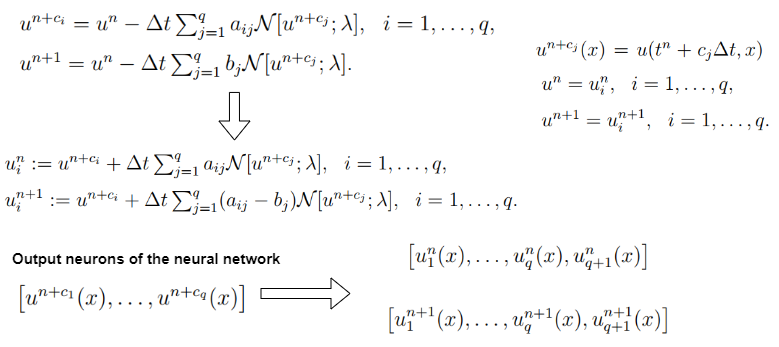 u^{n+c_i} = u^n − Δt ∑_{j=1}^q a_{ij} 𝒩[u^{n+c_j}; λ],  i = 1, . . . , q,
u^{n+1} = u^n − Δt ∑_{j=1}^q b_j 𝒩[u^{n+c_j}; λ].
u^{n+c_j}(x) = u(t^n + c_jΔt, x)
u^n = u_i^n,  i = 1, . . . , q,
u^{n+1} = u_i^{n+1},  i = 1, . . . , q.
u_i^n := u^{n+c_i} + Δt ∑_{j=1}^q a_{ij} 𝒩[u^{n+c_j}; λ],  i = 1, . . . , q,
u_i^{n+1} := u^{n+c_i} + Δt ∑_{j=1}^q (a_{ij} − b_j) 𝒩[u^{n+c_j}; λ],  i = 1, . . . , q.
Output neurons of the neural network
[u^{n+c_1}(x), . . . , u^{n+c_q}(x)]
[u_1^n(x), . . . , u_q^n(x), u_{q+1}^n(x)]
[u_1^{n+1}(x), . . . , u_q^{n+1}(x), u_{q+1}^{n+1}(x)]